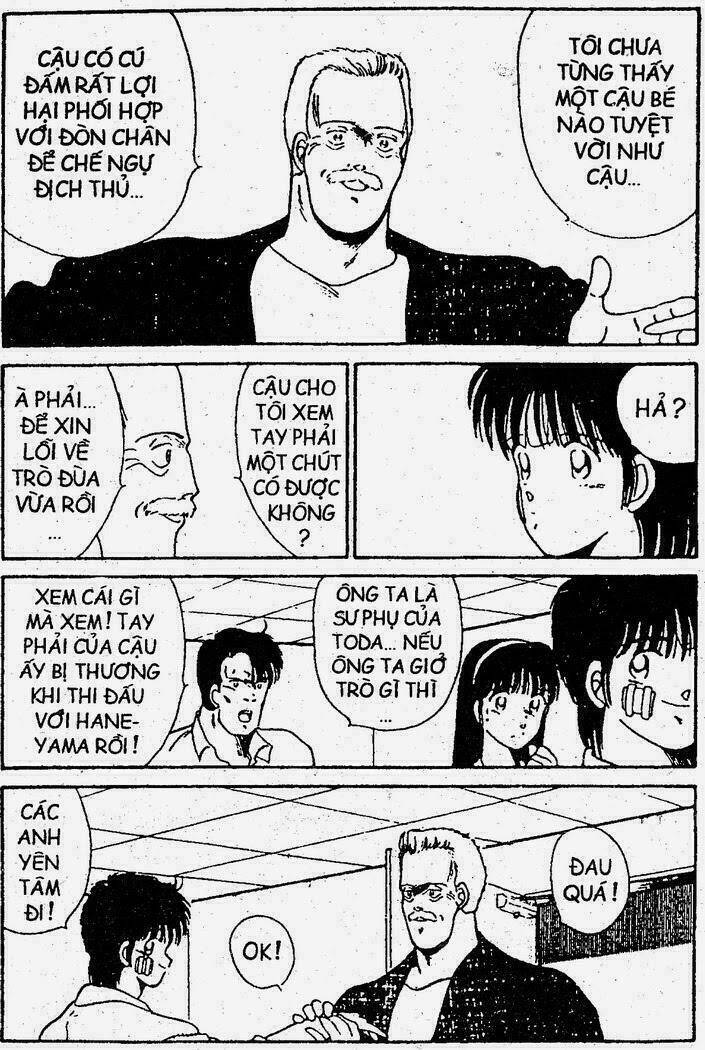 TÔI CHƯA
TỪNG THẤY
MỘT CẬU BÉ
NÀO TUYỆT
VỜI NHƯ
CẬU...
CẬU CÓ CÚ
ĐẤM RẤT LỢI
HẠI PHỐI HỢP
VỚI ĐÒN CHÂN
ĐỂ CHẾ NGỰ
ĐỊCH THỦ...
HẢ?
CẬU CHO
TÔI XEM
TAY PHẢI
MỘT CHÚT
CÓ ĐƯỢC
KHÔNG
?
À PHẢI...
ĐỂ XIN
LỖI VỀ
TRÒ ĐÙA
VỪA RỒI
...
ÔNG TA LÀ
SƯ PHỤ CỦA
TODA... NẾU
ÔNG TA GIỞ
TRÒ GÌ THÌ
...
XEM CÁI GÌ
MÀ XEM! TAY
PHẢI CỦA CẬU
ẤY BỊ THƯƠNG
KHI THI ĐẤU
VỚI HANE-
YAMA RỒI!
ĐAU
QUÁ!
OK!
CÁC
ANH
YÊN
TÂM
ĐI!